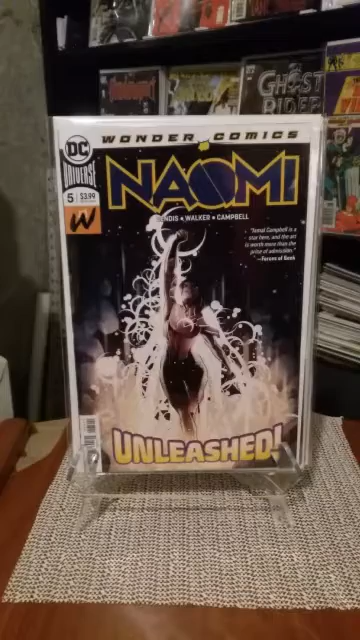 GHOST
RIDER
WONDER COMICS
DC
UNIVERSE
NAOMI
5 $3.99
W
BENDIS • WALKER • CAMPBELL
"Jamal Campbell is a
star here, and the art
is worth more than the
price of admission."
—Forces of Geek
UNLEASHED!